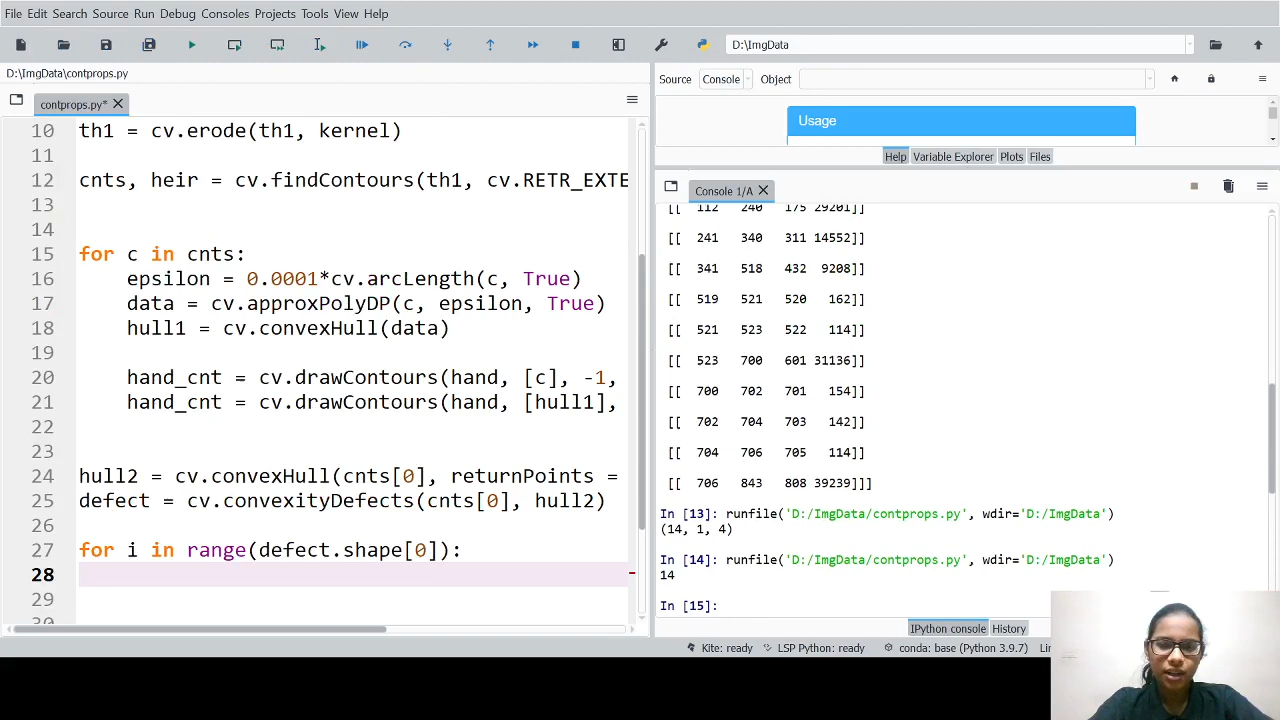 File Edit Search Source Run Debug Consoles Projects Tools View Help
D:\ImgData
D:\ImgData\contprops.py
contprops.py*
10 th1 = cv.erode(th1, kernel)
11
12 cnts, heir = cv.findContours(th1, cv.RETR_EXTE
13
14
15 for c in cnts:
16 epsilon = 0.0001*cv.arcLength(c, True)
17 data = cv.approxPolyDP(c, epsilon, True)
18 hull1 = cv.convexHull(data)
19
20 hand_cnt = cv.drawContours(hand, [c], -1,
21 hand_cnt = cv.drawContours(hand, [hull1],
22
23
24 hull2 = cv.convexHull(cnts[0], returnPoints =
25 defect = cv.convexityDefects(cnts[0], hull2)
26
27 for i in range(defect.shape[0]):
28
29
30
Source Console Object
Usage
Help Variable Explorer Plots Files
Console 1/A
[[ 112 240 175 29201]]
[[ 241 340 311 14552]]
[[ 341 518 432 9208]]
[[ 519 521 520 162]]
[[ 521 523 522 114]]
[[ 523 700 601 31136]]
[[ 700 702 701 154]]
[[ 702 704 703 142]]
[[ 704 706 705 114]]
[[ 706 843 808 39239]]]
In [13]: runfile('D:/ImgData/contprops.py', wdir='D:/ImgData')
(14, 1, 4)
In [14]: runfile('D:/ImgData/contprops.py', wdir='D:/ImgData')
14
In [15]:
IPython console History
Kite: ready LSP Python: ready conda: base (Python 3.9.7)